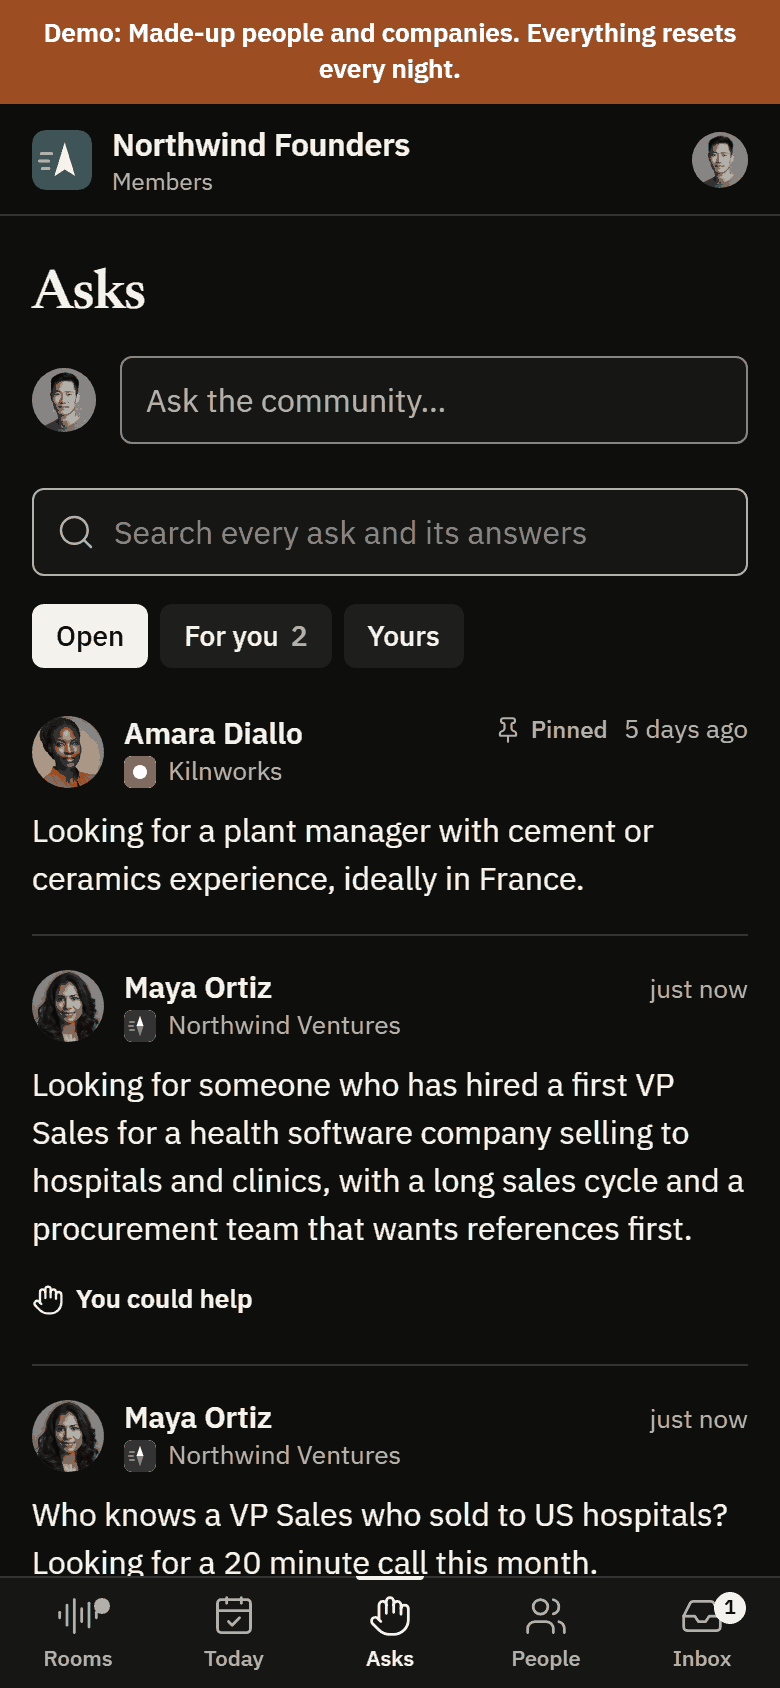 Demo: Made-up people and companies. Everything resets
every night.
Northwind Founders
Members
Asks
Ask the community...
Search every ask and its answers
Open
For you 2
Yours
Amara Diallo
Pinned 5 days ago
Kilnworks
Looking for a plant manager with cement or
ceramics experience, ideally in France.
Maya Ortiz
just now
Northwind Ventures
Looking for someone who has hired a first VP
Sales for a health software company selling to
hospitals and clinics, with a long sales cycle and a
procurement team that wants references first.
You could help
Maya Ortiz
just now
Northwind Ventures
Who knows a VP Sales who sold to US hospitals?
Looking for a 20 minute call this month.
1
Rooms
Today
Asks
People
Inbox